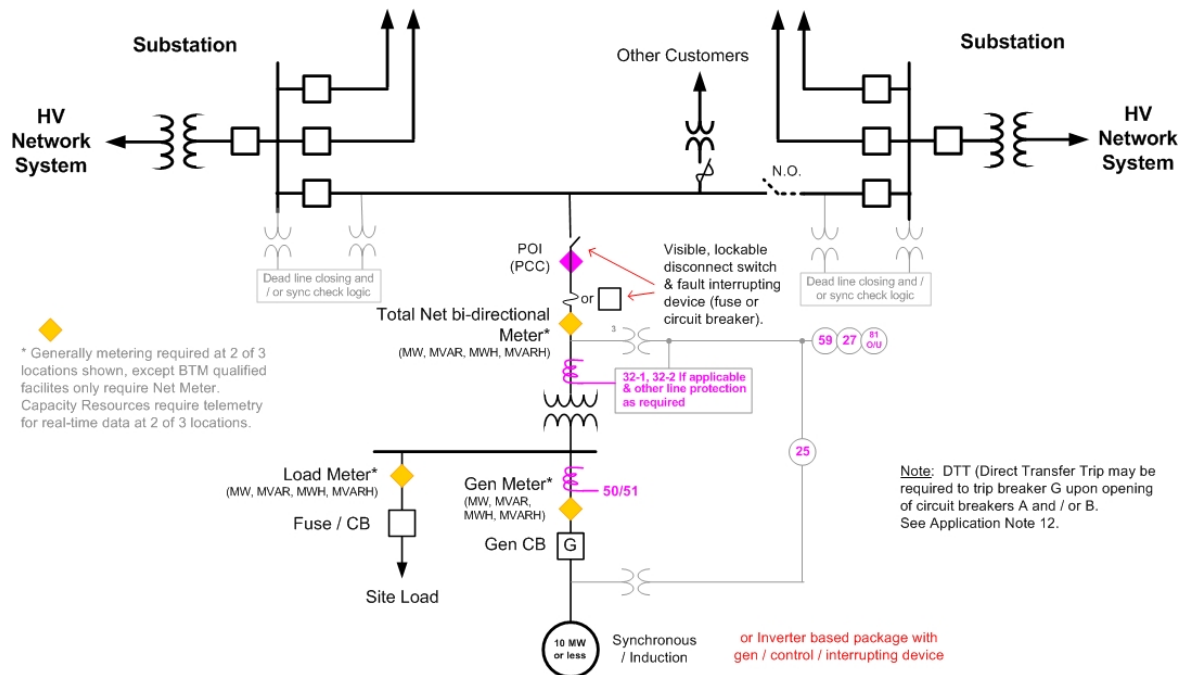 Substation
Substation
Other Customers
HV
Network
System
HV
Network
System
N.O.
POI
(PCC)
Visible, lockable
disconnect switch
& fault interrupting
device (fuse or
circuit breaker).
Dead line closing and
/ or sync check logic
Dead line closing and /
or sync check logic
or
Total Net bi-directional
Meter*
(MW, MVAR, MWH, MVARH)
3
59
27
81
O/U
* Generally metering required at 2 of 3
locations shown, except BTM qualified
facilites only require Net Meter.
Capacity Resources require telemetry
for real-time data at 2 of 3 locations.
32-1, 32-2 If applicable
& other line protection
as required
25
Load Meter*
(MW, MVAR, MWH, MVARH)
Gen Meter*
(MW, MVAR,
MWH, MVARH)
50/51
Note: DTT (Direct Transfer Trip may be
required to trip breaker G upon opening
of circuit breakers A and / or B.
See Application Note 12.
Fuse / CB
Gen CB
G
Site Load
10 MW
or less
Synchronous
/ Induction
or Inverter based package with
gen / control / interrupting device